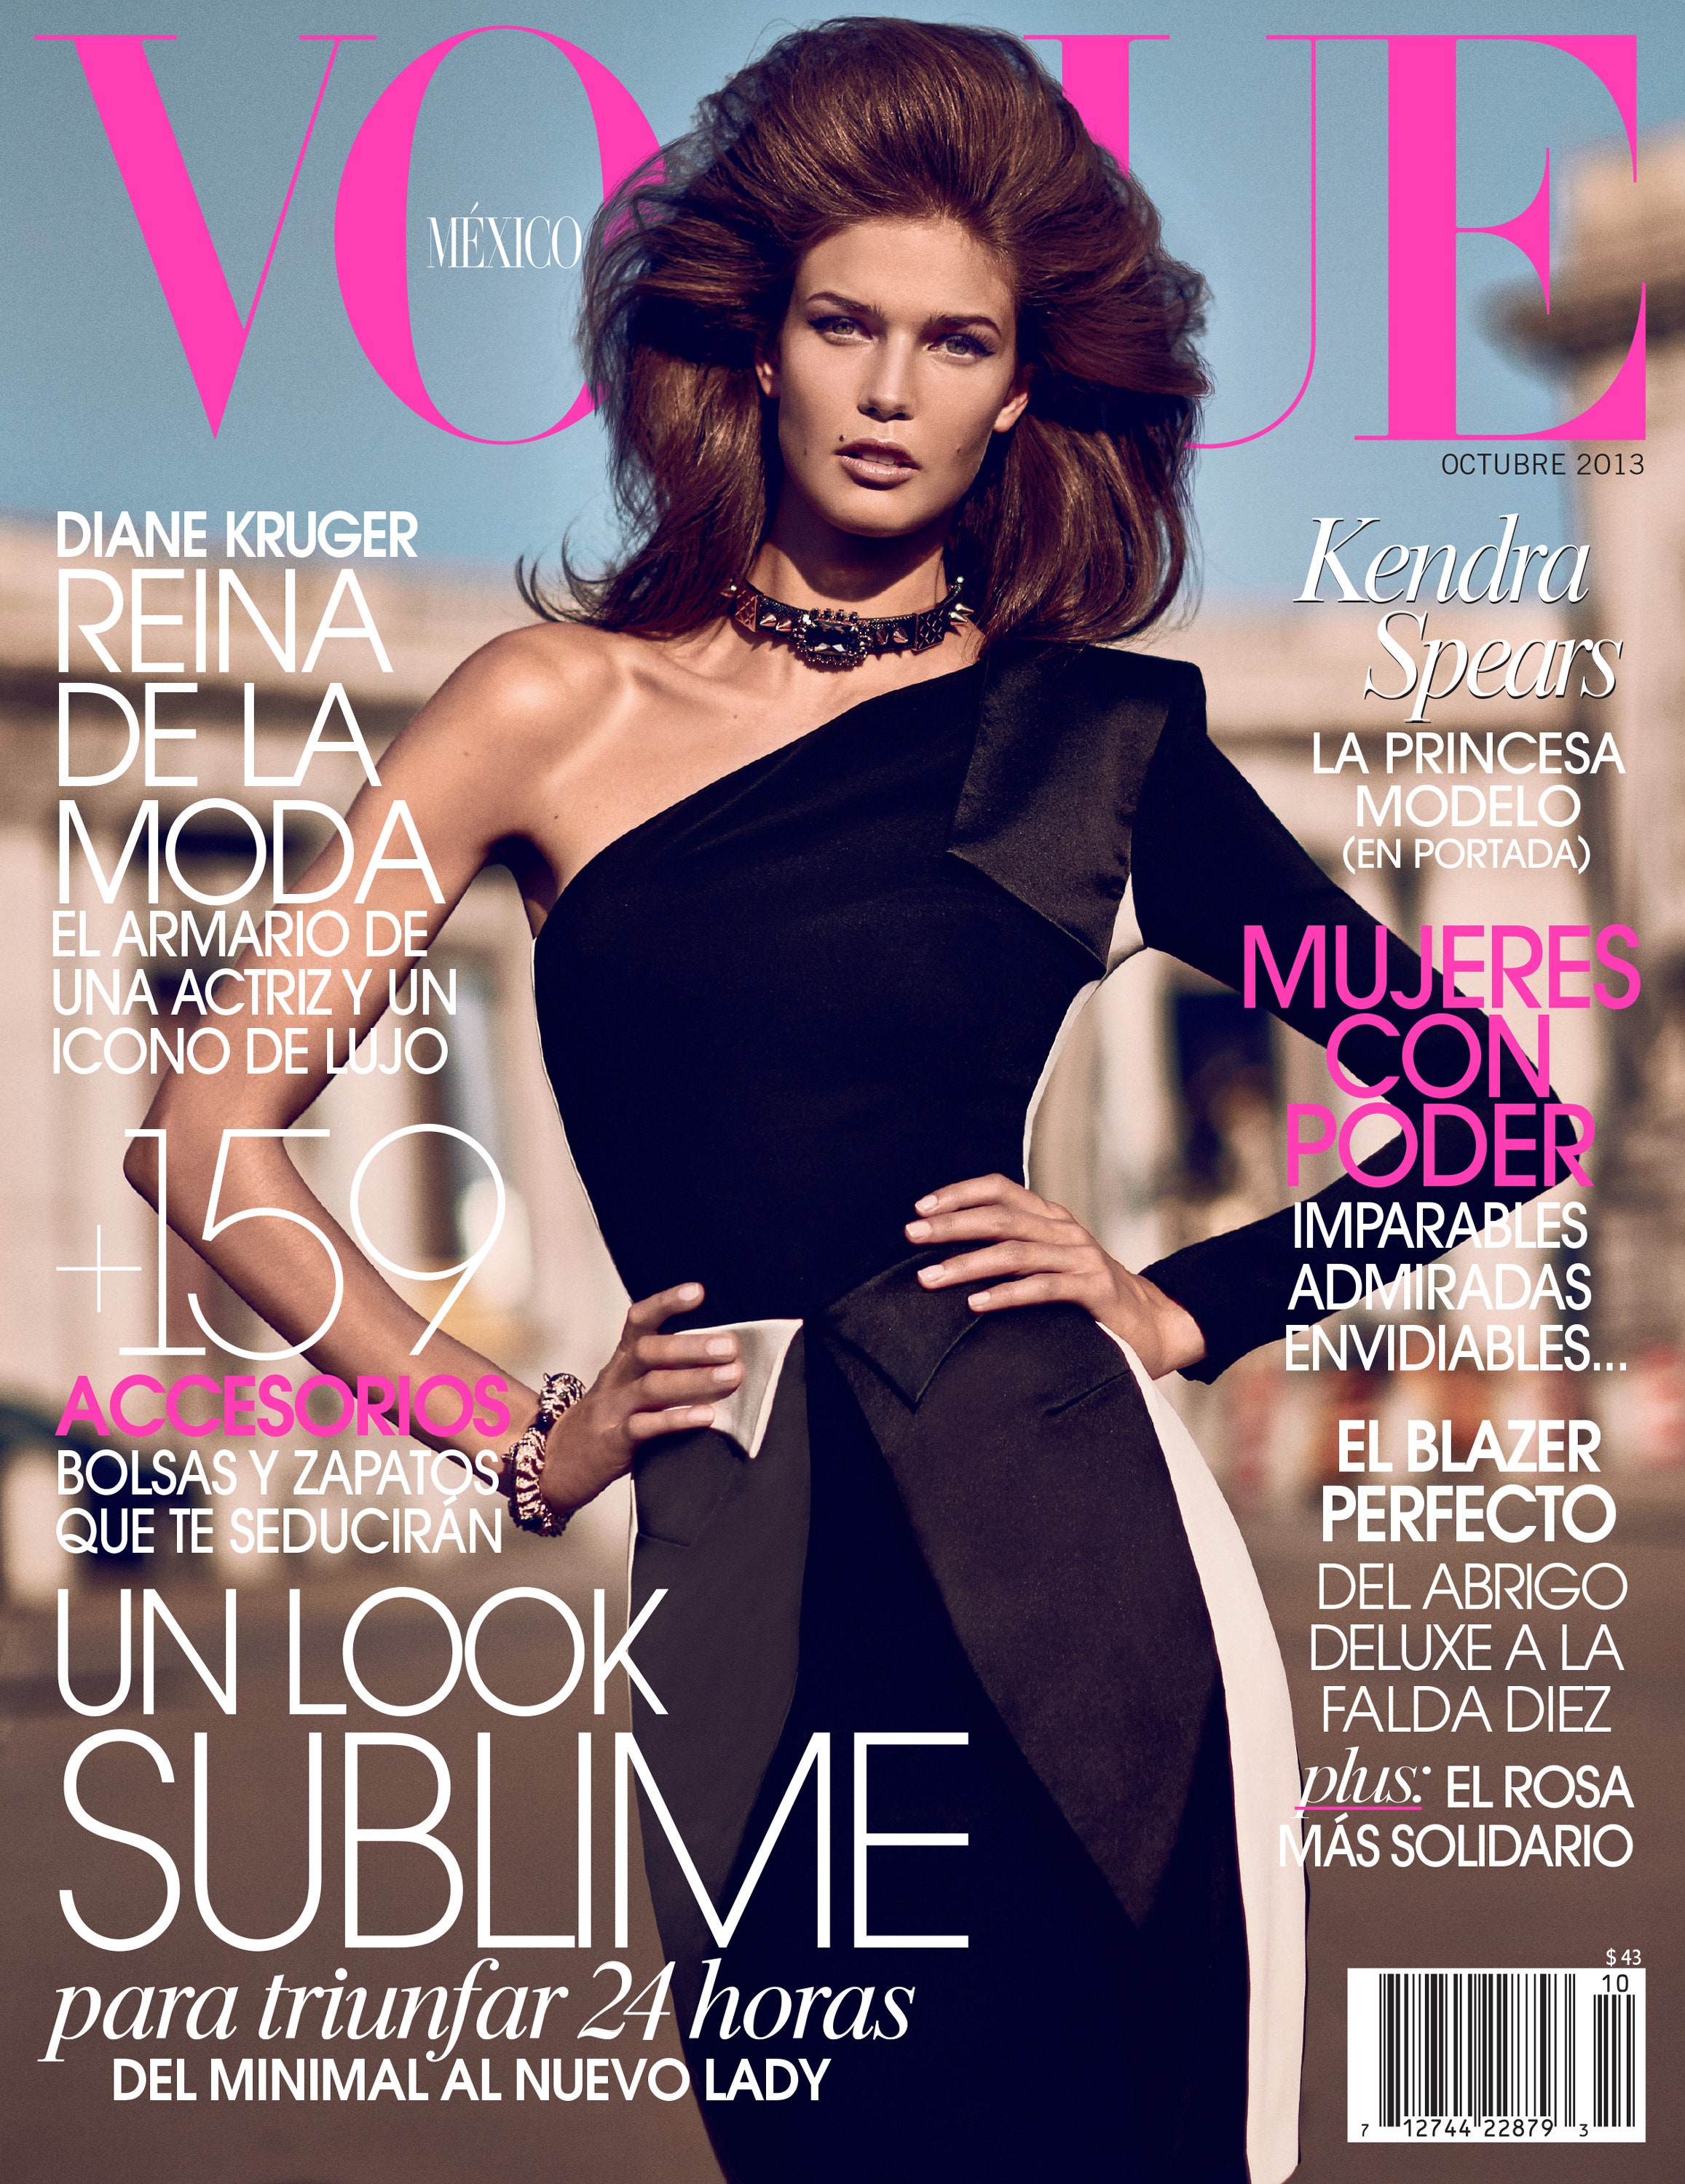 VOGUE
MÉXICO
OCTUBRE 2013
DIANE KRUGER
REINA
DE LA
MODA
EL ARMARIO DE
UNA ACTRIZ Y UN
ICONO DE LUJO
+159
ACCESORIOS
BOLSAS Y ZAPATOS
QUE TE SEDUCIRÁN
UN LOOK
SUBLIME
para triunfar 24 horas
DEL MINIMAL AL NUEVO LADY
Kendra
Spears
LA PRINCESA
MODELO
(EN PORTADA)
MUJERES
CON
PODER
IMPARABLES
ADMIRADAS
ENVIDIABLES...
EL BLAZER
PERFECTO
DEL ABRIGO
DELUXE A LA
FALDA DIEZ
plus: EL ROSA
MÁS SOLIDARIO
$ 43
10
7 12744 22879 3